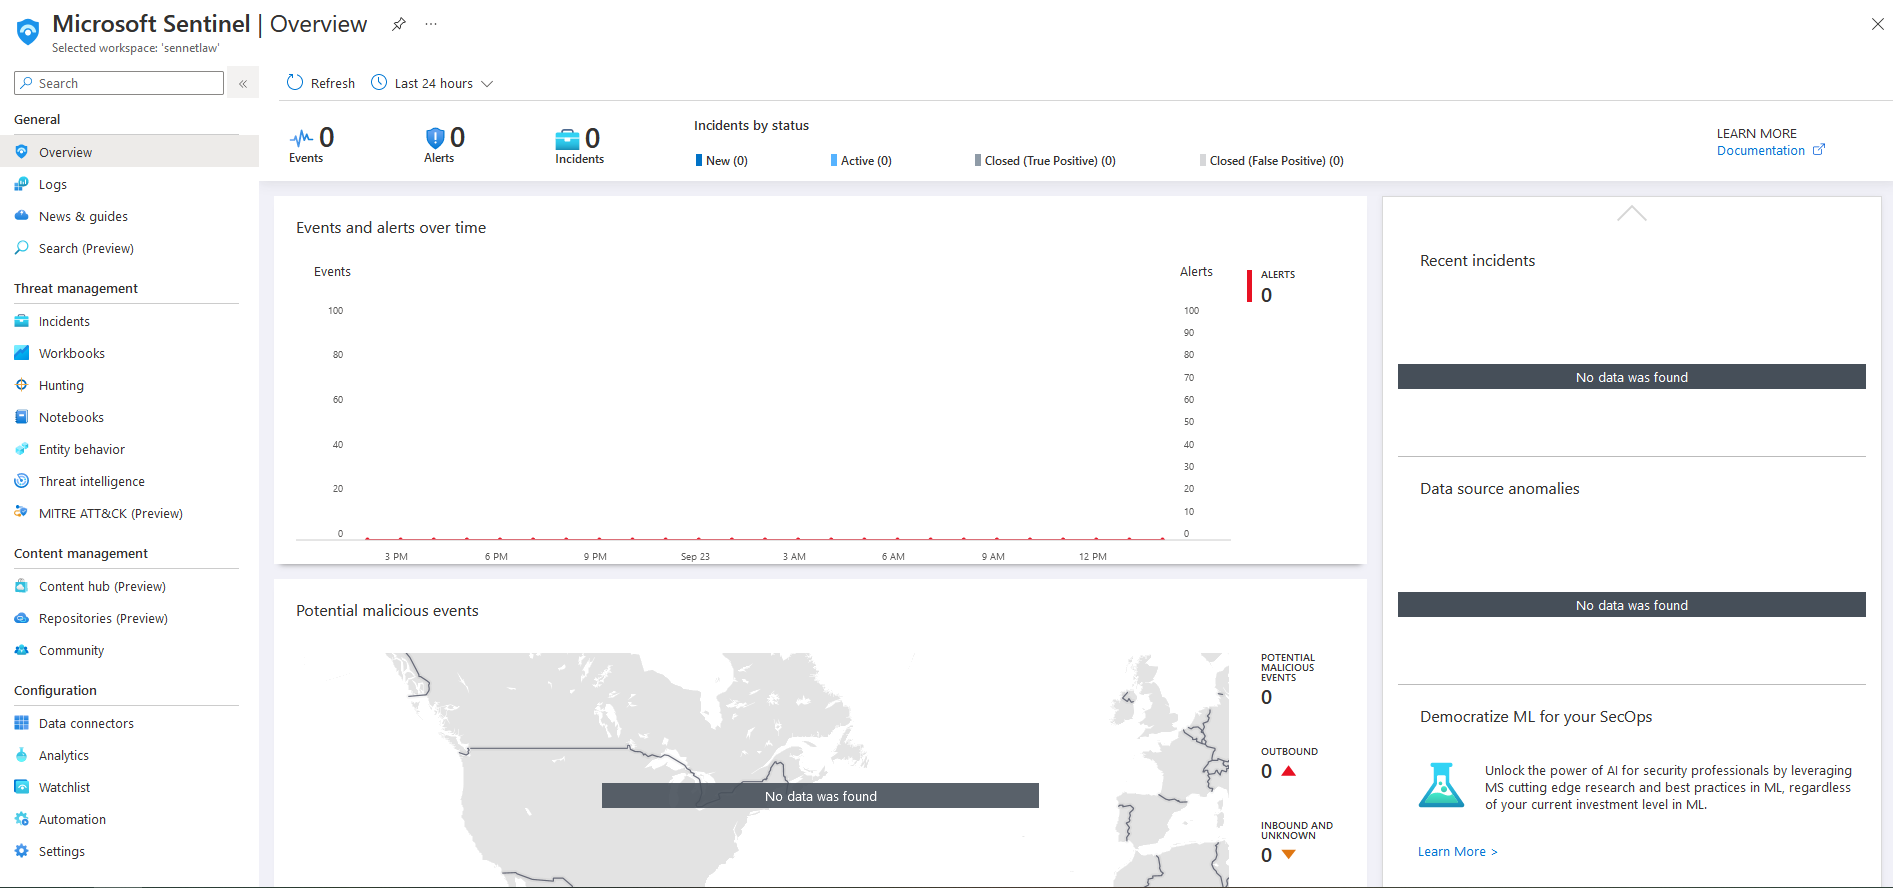 Microsoft Sentinel | Overview
Selected workspace: 'sennetlaw'
Search
«
General
Overview
Logs
News & guides
Search (Preview)
Threat management
Incidents
Workbooks
Hunting
Notebooks
Entity behavior
Threat intelligence
MITRE ATT&CK (Preview)
Content management
Content hub (Preview)
Repositories (Preview)
Community
Configuration
Data connectors
Analytics
Watchlist
Automation
Settings
Refresh
Last 24 hours
0
Events
0
Alerts
0
Incidents
Incidents by status
New (0)
Active (0)
Closed (True Positive) (0)
Closed (False Positive) (0)
LEARN MORE
Documentation
Events and alerts over time
Events
100
80
60
40
20
0
3 PM
6 PM
9 PM
Sep 23
3 AM
6 AM
9 AM
12 PM
Alerts
100
90
80
70
60
50
40
30
20
10
0
ALERTS
0
Potential malicious events
No data was found
POTENTIAL
MALICIOUS
EVENTS
0
OUTBOUND
0
INBOUND AND
UNKNOWN
0
Recent incidents
No data was found
Data source anomalies
No data was found
Democratize ML for your SecOps
Unlock the power of AI for security professionals by leveraging
MS cutting edge research and best practices in ML, regardless
of your current investment level in ML.
Learn More >